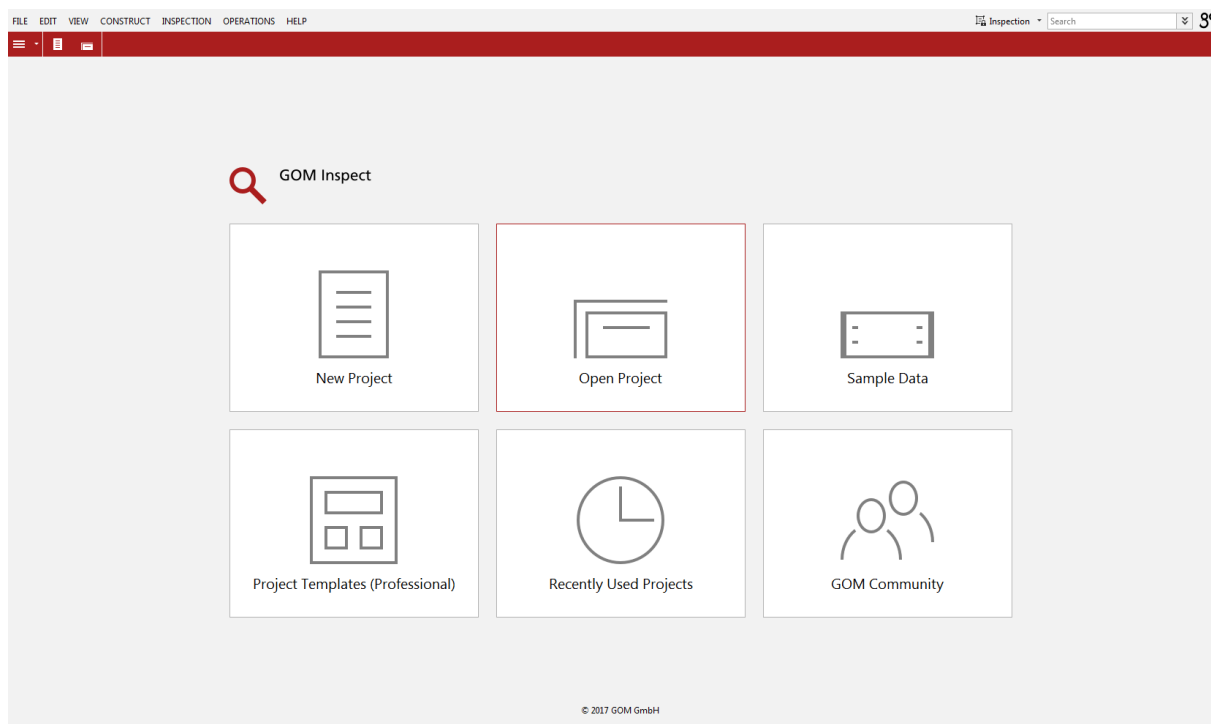 FILE EDIT VIEW CONSTRUCT INSPECTION OPERATIONS HELP Inspection Search
GOM Inspect
New Project Open Project Sample Data
Project Templates (Professional) Recently Used Projects GOM Community
© 2017 GOM GmbH